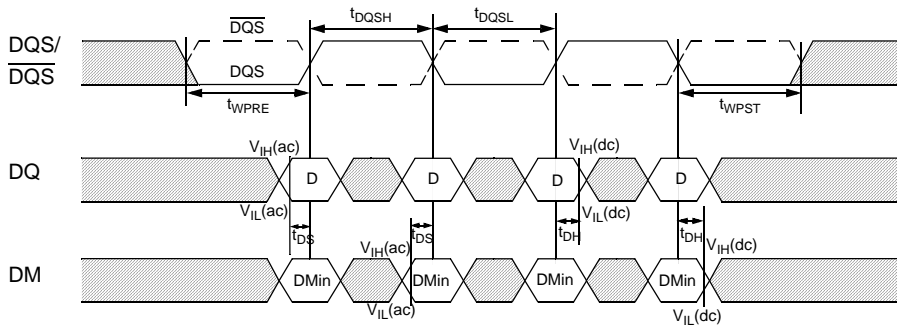 DQS
tDQSH
tDQSL
DQS/
DQS
DQS
tWPRE
tWPST
VIH(ac)
VIH(dc)
DQ
D
D
D
D
VIL(ac)
VIL(dc)
tDS
tDS
tDH
tDH
VIH(ac)
VIH(dc)
DM
DMin
DMin
DMin
DMin
VIL(ac)
VIL(dc)